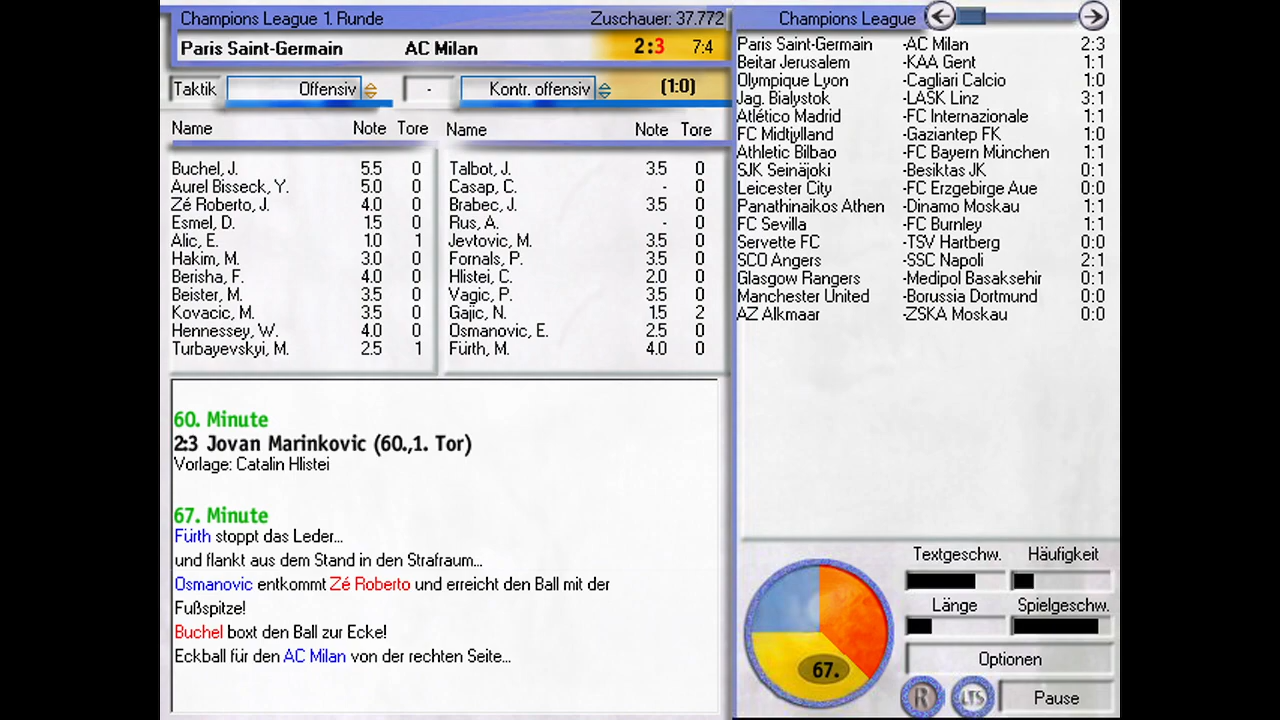 Champions League 1. Runde Zuschauer: 37.772
Paris Saint-Germain AC Milan 2:3 7:4
Taktik Offensiv - Kontr. offensiv (1:0)
Name Note Tore Name Note Tore
Buchel, J. 5.5 0 Talbot, J. 3.5 0
Aurel Bisseck, Y. 5.0 0 Casap, C. - 0
Zé Roberto, J. 4.0 0 Brabec, J. 3.5 0
Esmel, D. 1.5 0 Rus, A. - 0
Alic, E. 1.0 1 Jevtovic, M. 3.5 0
Hakim, M. 3.0 0 Fornals, P. 3.5 0
Berisha, F. 4.0 0 Hlistei, C. 2.0 0
Beister, M. 3.5 0 Vagic, P. 3.5 0
Kovacic, M. 3.5 0 Gajic, N. 1.5 2
Hennessey, W. 4.0 0 Osmanovic, E. 2.5 0
Turbayevskyi, M. 2.5 1 Fürth, M. 4.0 0
60. Minute
2:3 Jovan Marinkovic (60.,1. Tor)
Vorlage: Catalin Hlistei
67. Minute
Fürth stoppt das Leder...
und flankt aus dem Stand in den Strafraum...
Osmanovic entkommt Zé Roberto und erreicht den Ball mit der
Fußspitze!
Buchel boxt den Ball zur Ecke!
Eckball für den AC Milan von der rechten Seite...
Champions League
Paris Saint-Germain -AC Milan 2:3
Beitar Jerusalem -KAA Gent 1:1
Olympique Lyon -Cagliari Calcio 1:0
Jag. Bialystok -LASK Linz 3:1
Atlético Madrid -FC Internazionale 1:1
FC Midtjylland -Gaziantep FK 1:0
Athletic Bilbao -FC Bayern München 1:1
SJK Seinäjoki -Besiktas JK 0:1
Leicester City -FC Erzgebirge Aue 0:0
Panathinaikos Athen -Dinamo Moskau 1:1
FC Sevilla -FC Burnley 1:1
Servette FC -TSV Hartberg 0:0
SCO Angers -SSC Napoli 2:1
Glasgow Rangers -Medipol Basaksehir 0:1
Manchester United -Borussia Dortmund 0:0
AZ Alkmaar -ZSKA Moskau 0:0
Textgeschw. Häufigkeit
Länge Spielgeschw.
67.
Optionen
R LTS Pause